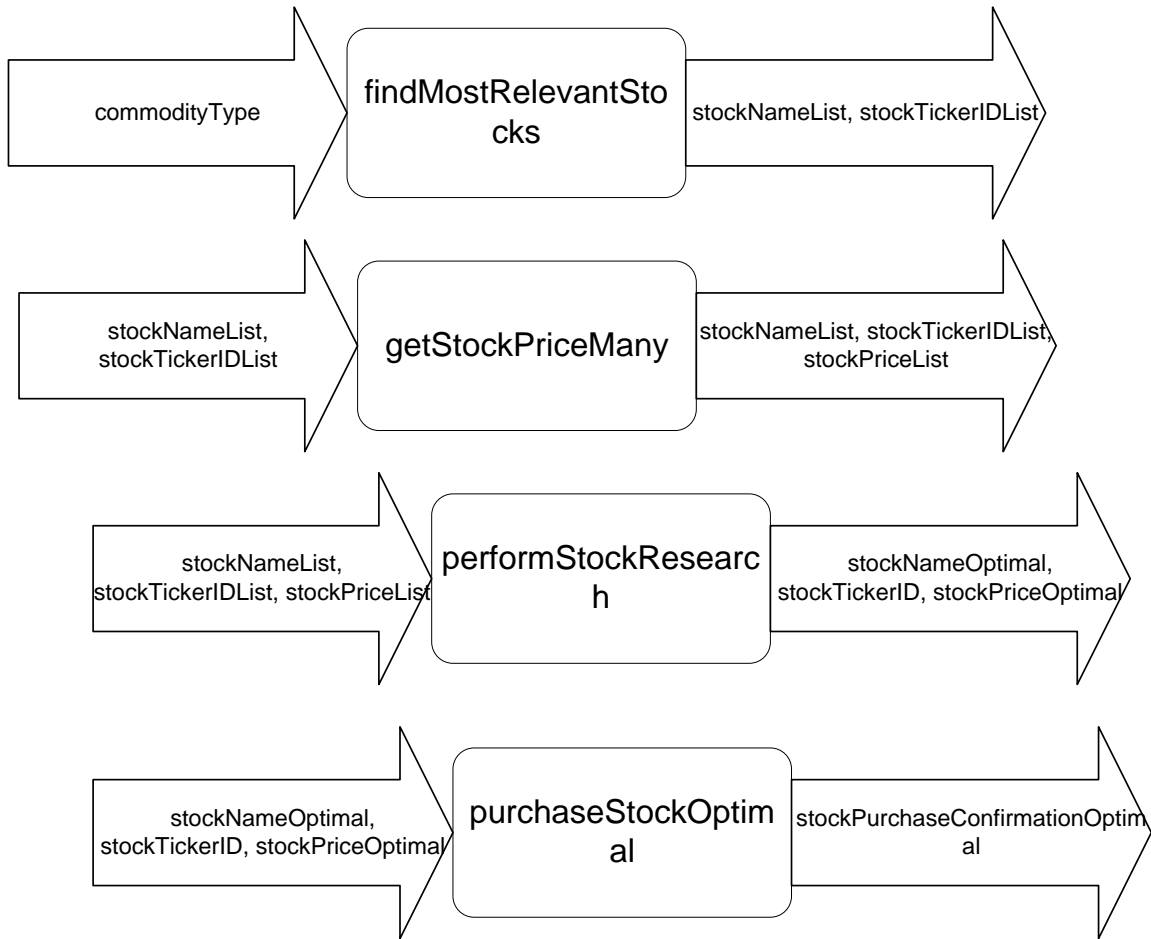 commodityType
findMostRelevantSto
cks
stockNameList, stockTickerIDList
stockNameList,
stockTickerIDList
getStockPriceMany
stockNameList, stockTickerIDList,
stockPriceList
stockNameList,
stockTickerIDList, stockPriceList
performStockResearc
h
stockNameOptimal,
stockTickerID, stockPriceOptimal
stockNameOptimal,
stockTickerID, stockPriceOptimal
purchaseStockOptim
al
stockPurchaseConfirmationOptim
al